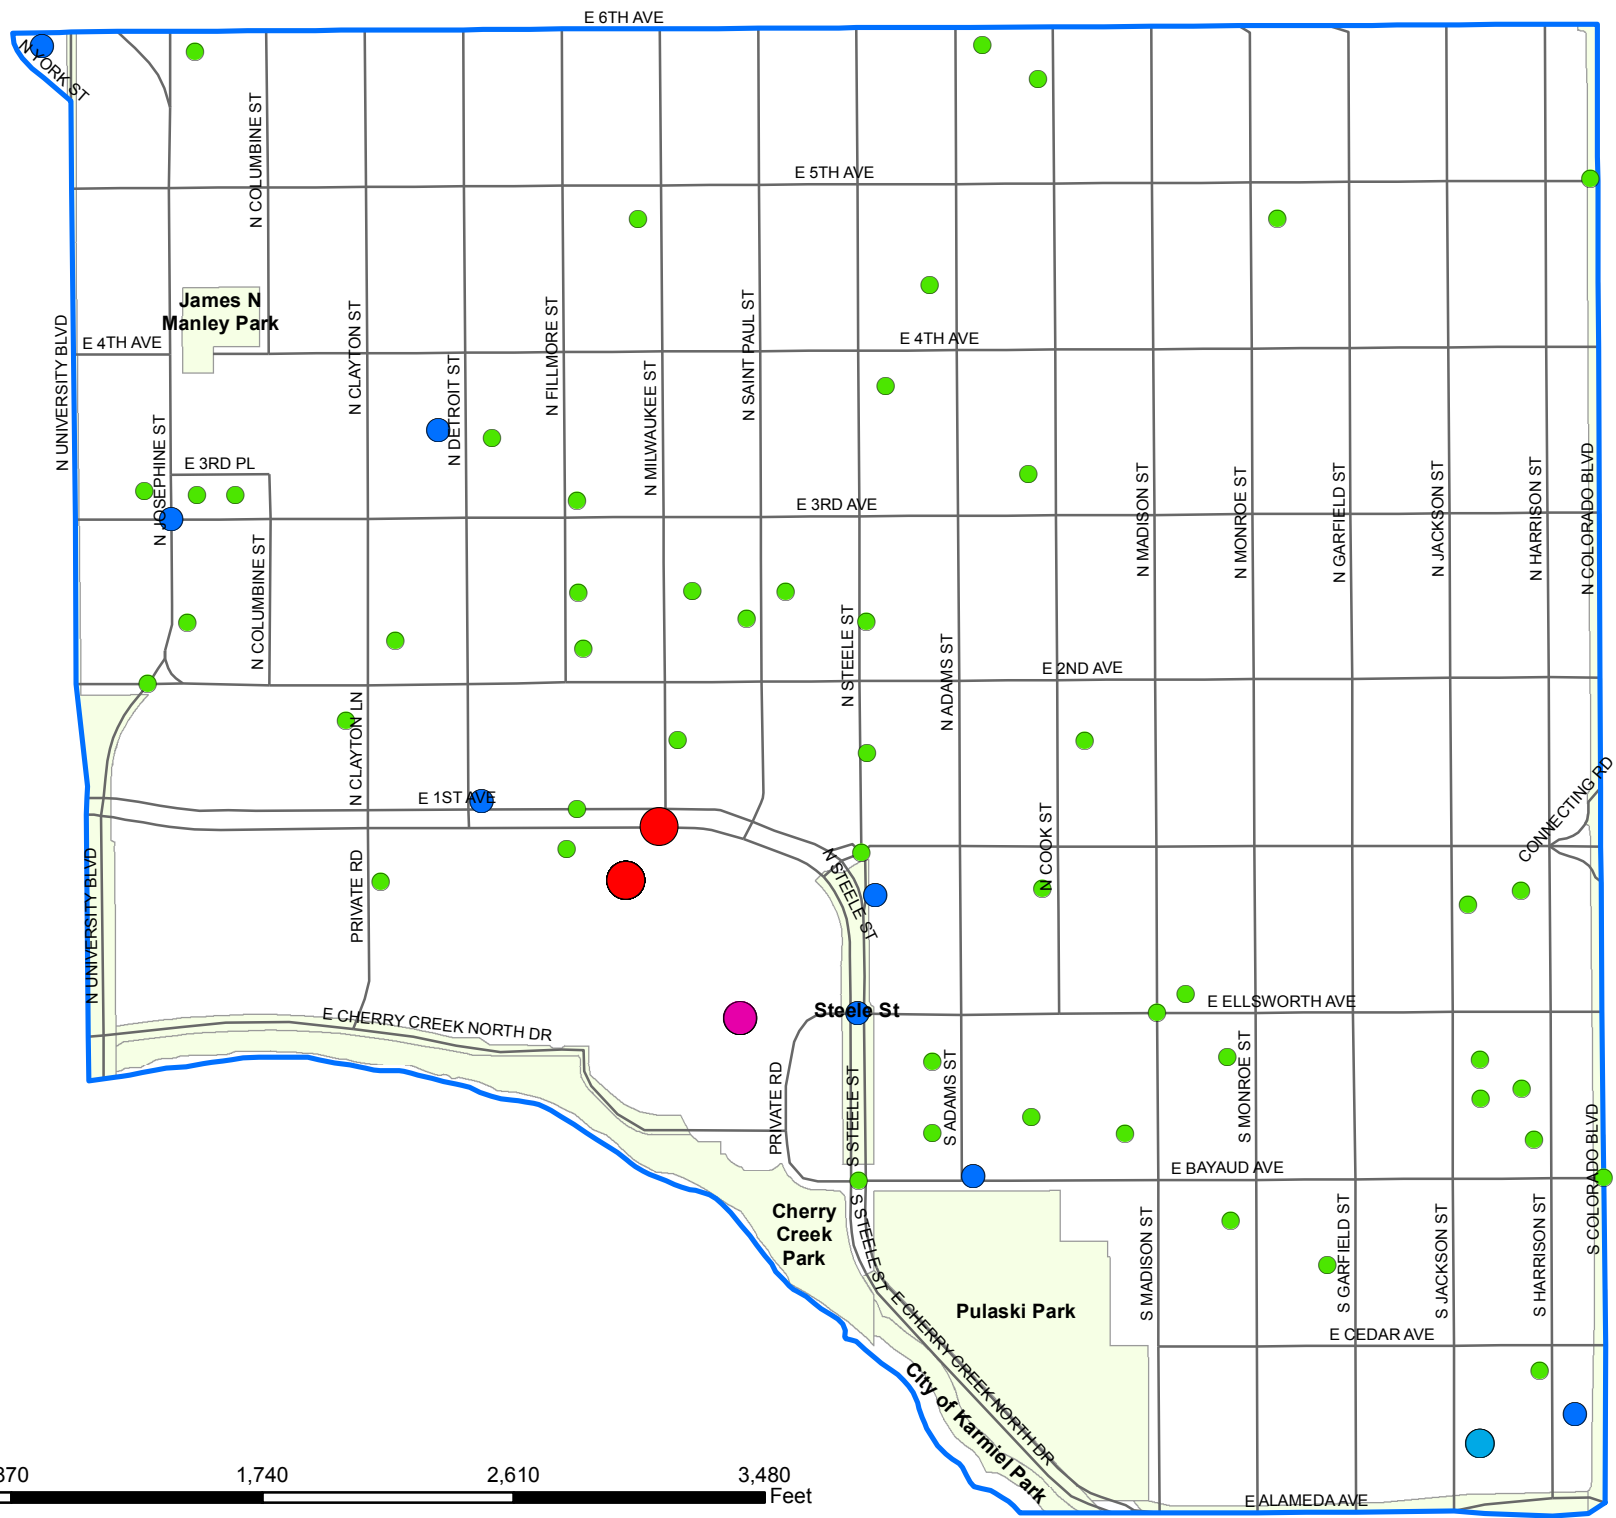 E 6TH AVE
N YORK ST
N COLUMBINE ST
E 5TH AVE
James N
Manley Park
N UNIVERSITY BLVD
E 4TH AVE
N CLAYTON ST
N DETROIT ST
N FILLMORE ST
N MILWAUKEE ST
N SAINT PAUL ST
E 4TH AVE
N JOSEPHINE ST
E 3RD PL
E 3RD AVE
N MADISON ST
N MONROE ST
N GARFIELD ST
N JACKSON ST
N HARRISON ST
N COLORADO BLVD
N COLUMBINE ST
N STEELE ST
N ADAMS ST
E 2ND AVE
N CLAYTON LN
E 1ST AVE
N COOK ST
CONNECTING RD
N UNIVERSITY BLVD
PRIVATE RD
N STEELE ST
E CHERRY CREEK NORTH DR
Steele St
E ELLSWORTH AVE
PRIVATE RD
S STEELE ST
S ADAMS ST
S MONROE ST
S COLORADO BLVD
E BAYAUD AVE
Cherry
Creek
Park
S STEELE ST
Pulaski Park
S MADISON ST
S GARFIELD ST
S JACKSON ST
S HARRISON ST
E CHERRY CREEK NORTH DR
E CEDAR AVE
City of Karmiel Park
E ALAMEDA AVE
870 1,740 2,610 3,480
Feet